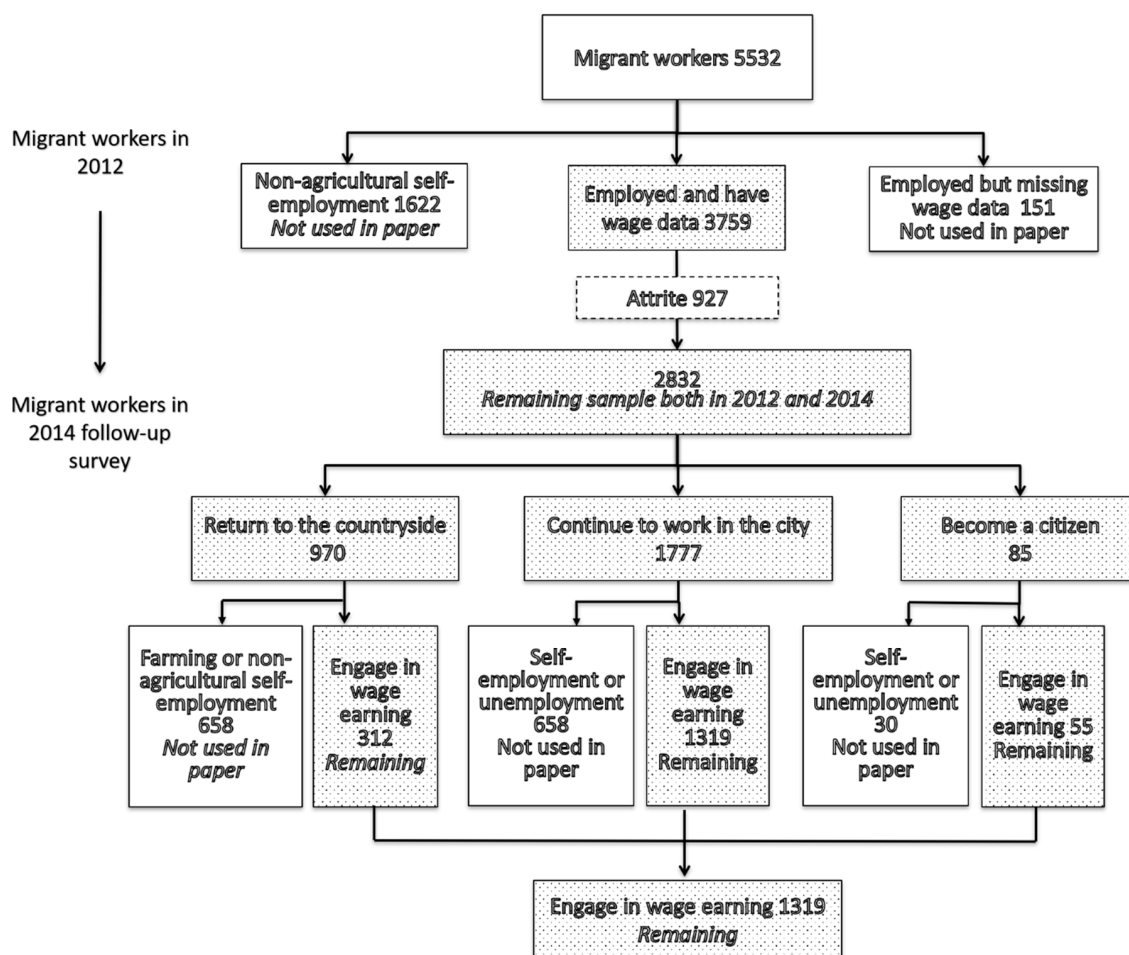 Migrant workers 5532
Migrant workers in
2012
Non-agricultural self-
employment 1622
Not used in paper
Employed and have
wage data 3759
Employed but missing
wage data 151
Not used in paper
Attrite 927
2832
Remaining sample both in 2012 and 2014
Migrant workers in
2014 follow-up
survey
Return to the countryside
970
Continue to work in the city
1777
Become a citizen
85
Farming or non-
agricultural self-
employment
658
Not used in
paper
Engage in
wage
earning
312
Remaining
Self-
employment or
unemployment
658
Not used in
paper
Engage in
wage
earning
1319
Remaining
Self-
employment or
unemployment
30
Not used in
paper
Engage in
wage
earning 55
Remaining
Engage in wage earning 1319
Remaining